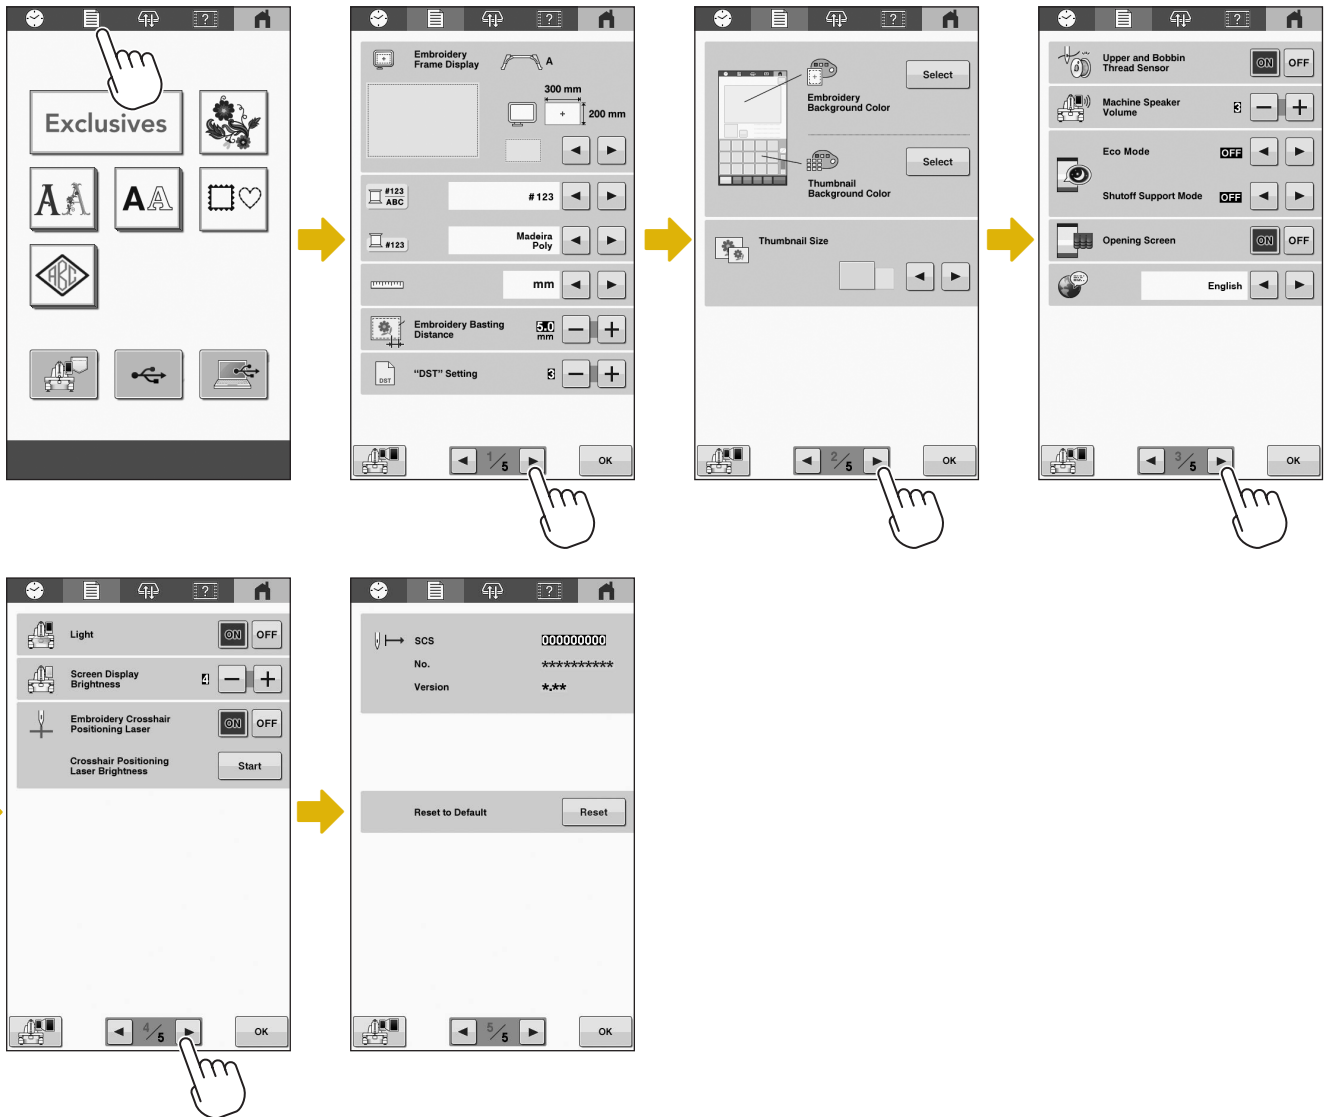 ?
Exclusives
A A
A A
ABC
?
Embroidery
Frame Display
A
300 mm
200 mm
#123
ABC
#123
#123
Madeira
Poly
mm
Embroidery Basting
Distance
5.0
mm
DST
“DST” Setting
3
1/5
OK
?
Select
Embroidery
Background Color
Select
Thumbnail
Background Color
Thumbnail Size
2/5
OK
?
Upper and Bobbin
Thread Sensor
ON
OFF
Machine Speaker
Volume
3
Eco Mode
OFF
Shutoff Support Mode
OFF
Opening Screen
ON
OFF
English
3/5
OK
?
Light
ON
OFF
Screen Display
Brightness
4
Embroidery Crosshair
Positioning Laser
ON
OFF
Crosshair Positioning
Laser Brightness
Start
4/5
OK
?
SCS
000000000
No.
**********
Version
*.**
Reset to Default
Reset
5/5
OK